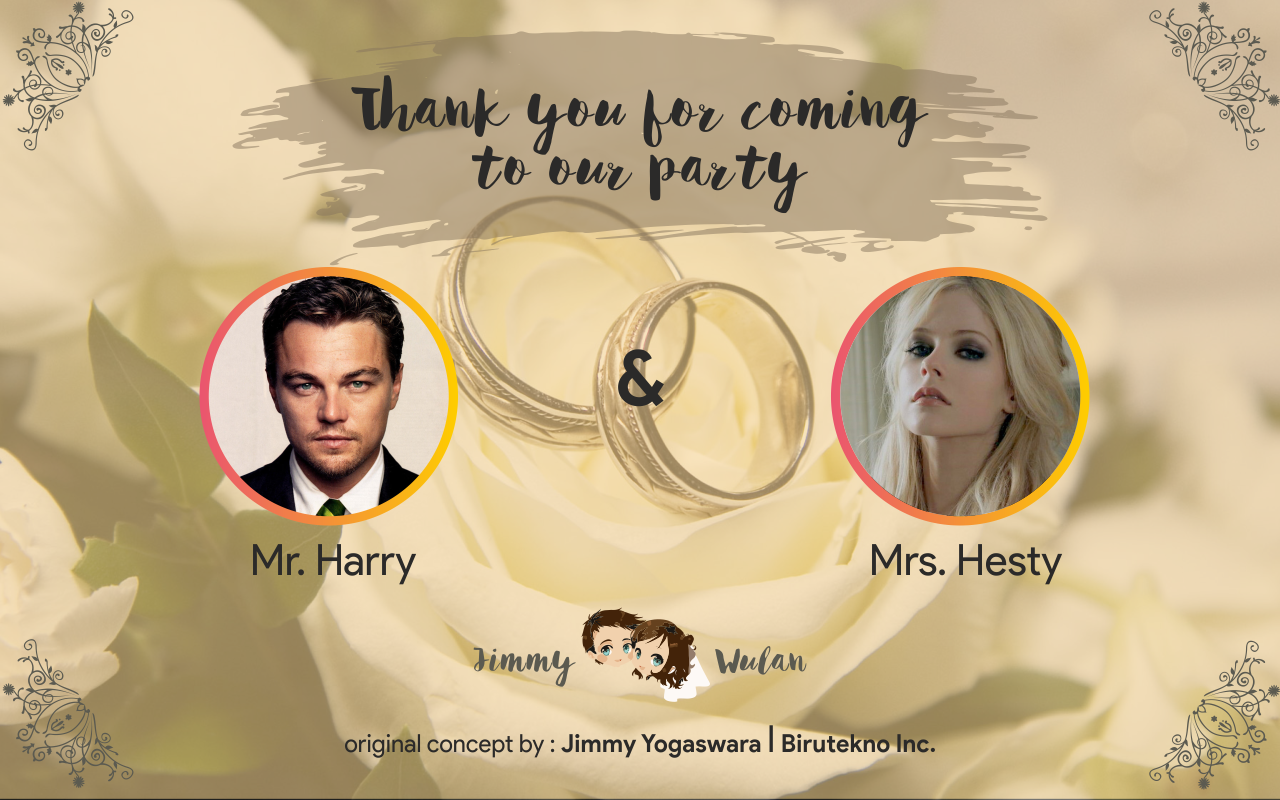 Thank you for coming
to our party
&
Mr. Harry
Mrs. Hesty
Jimmy Wulan
original concept by : Jimmy Yogaswara | Birutekno Inc.